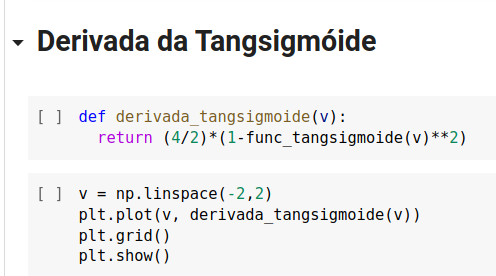 Derivada da Tangsigmóide
[ ] def derivada_tangsigmoide(v):
return (4/2)*(1-func_tangsigmoide(v)**2)
[ ] v = np.linspace(-2,2)
plt.plot(v, derivada_tangsigmoide(v))
plt.grid()
plt.show()